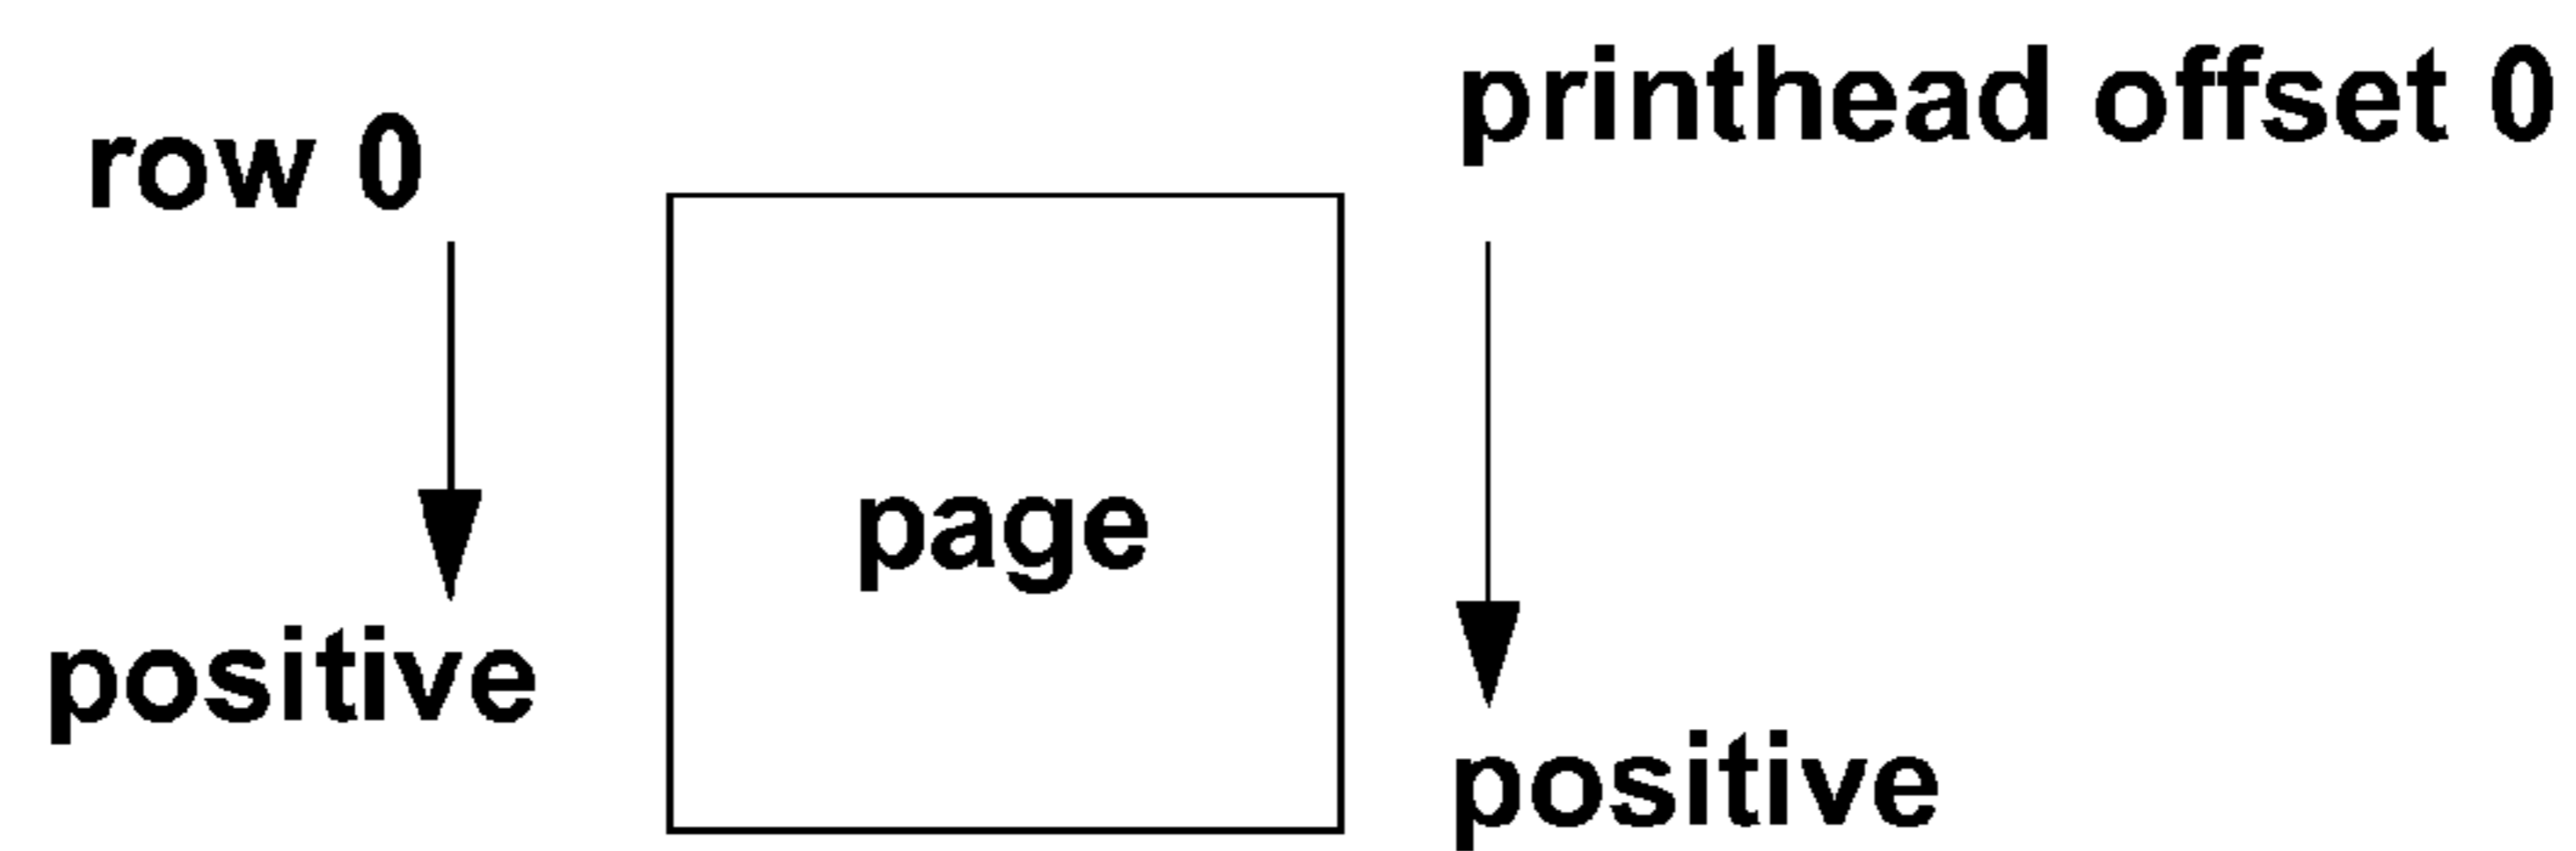 printhead offset 0
row 0
page
positive
positive